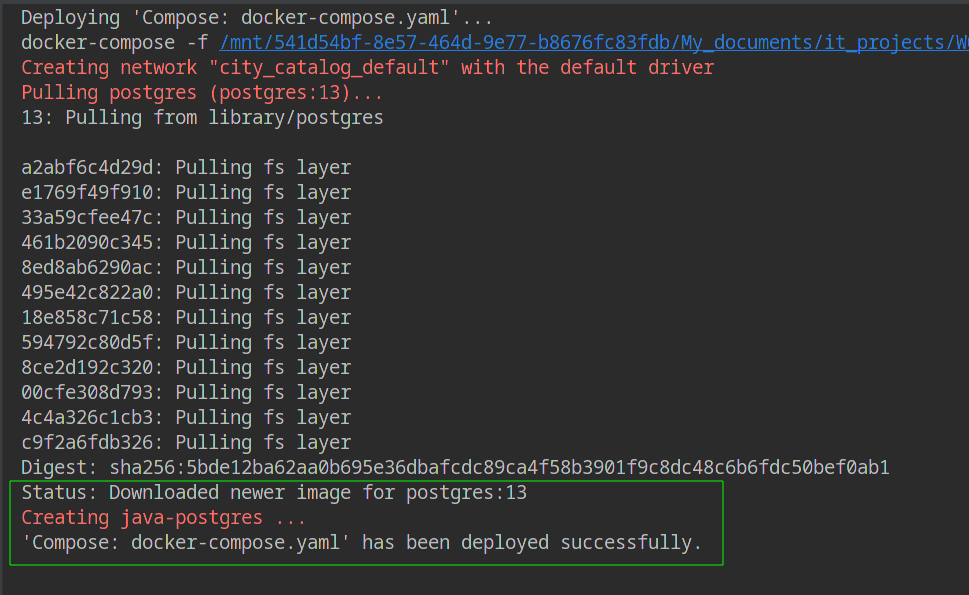 Deploying 'Compose: docker-compose.yaml'...
docker-compose -f /mnt/541d54bf-8e57-464d-9e77-b8676fc83fdb/My_documents/it_projects/
Creating network "city_catalog_default" with the default driver
Pulling postgres (postgres:13)...
13: Pulling from library/postgres
a2abf6c4d29d: Pulling fs layer
e1769f49f910: Pulling fs layer
33a59cfee47c: Pulling fs layer
461b2090c345: Pulling fs layer
8ed8ab6290ac: Pulling fs layer
495e42c822a0: Pulling fs layer
18e858c71c58: Pulling fs layer
594792c80d5f: Pulling fs layer
8ce2d192c320: Pulling fs layer
00cfe308d793: Pulling fs layer
4c4a326c1cb3: Pulling fs layer
c9f2a6fdb326: Pulling fs layer
Digest: sha256:5bde12ba62aa0b695e36dbafcdc89ca4f58b3901f9c8dc48c6b6fdc50bef0ab1
Status: Downloaded newer image for postgres:13
Creating java-postgres ...
'Compose: docker-compose.yaml' has been deployed successfully.